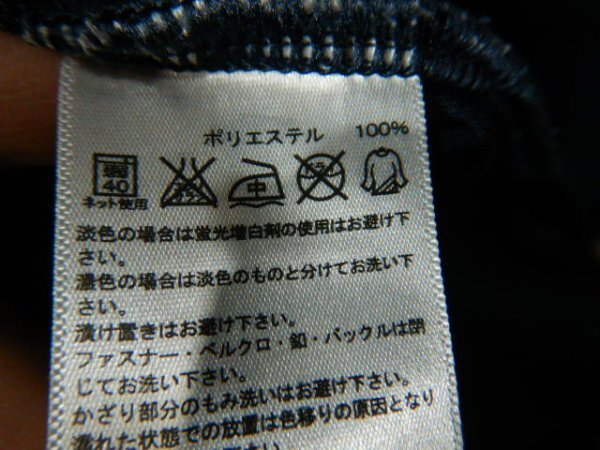 ポリエステル 100%
弱
40
中
ネット使用
淡色の場合は蛍光増白剤の使用はお避け下
さい。
濃色の場合は淡色のものと分けてお洗い下
さい。
漬け置きはお避け下さい。
ファスナー・ベルクロ・釦・バックルは閉
じてお洗い下さい。
かざり部分のもみ洗いはお避け下さい。
濡れた状態での放置は色移りの原因となり